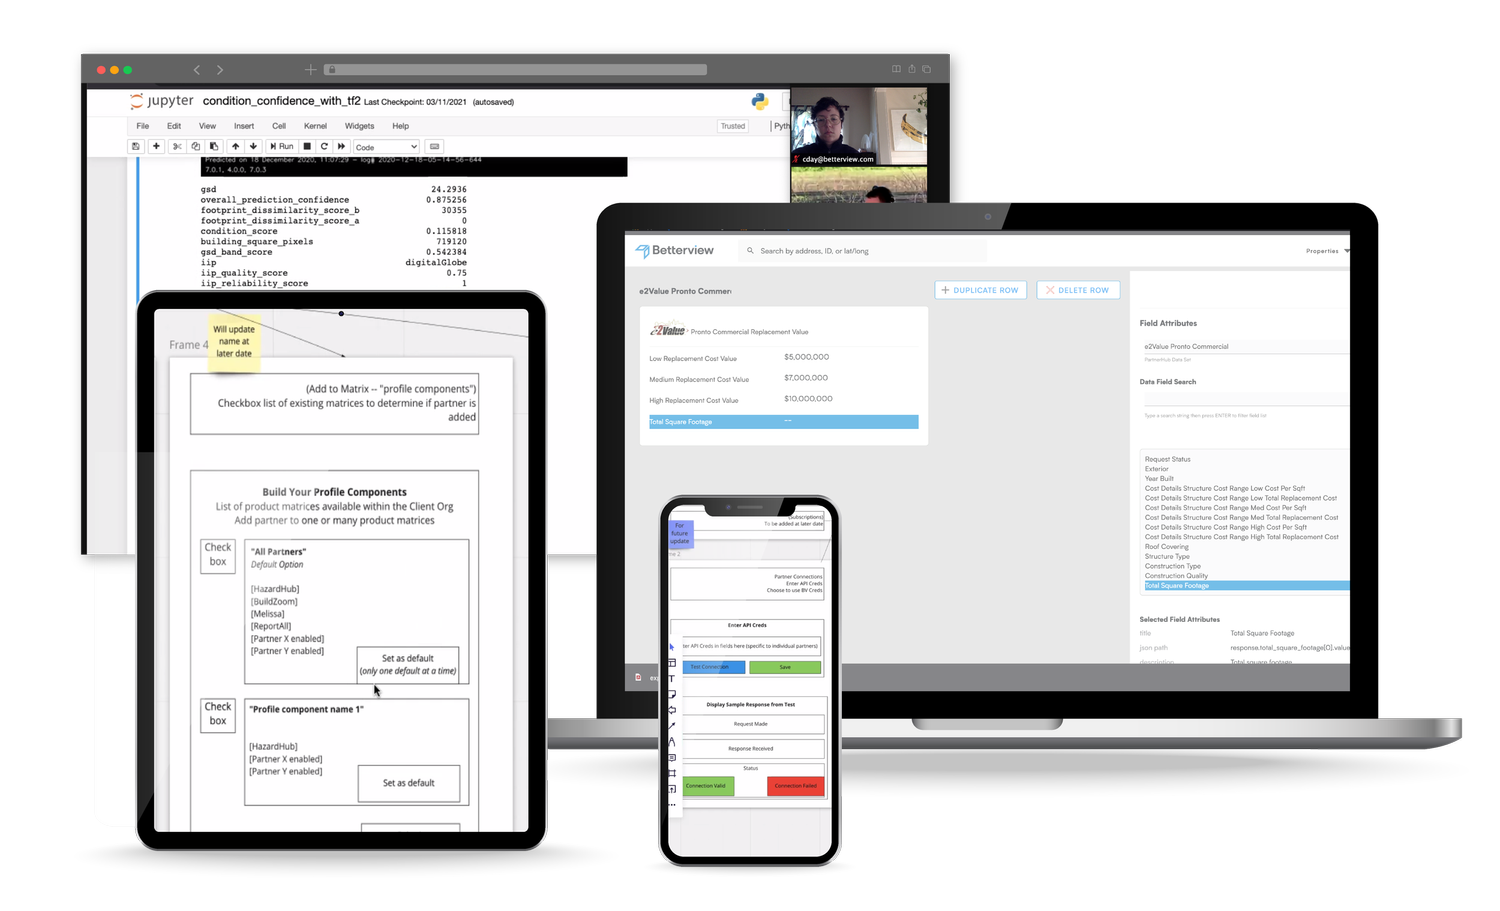 jupyter condition_confidence_with_tf2 Last Checkpoint: 03/11/2021 (autosaved)
File Edit View Insert Cell Kernel Widgets Help Trusted
Run Code
cday@betterview.com
Predicted on 18 December 2020, 11:07:29 – log 2020-12-18-05-14-56-644
7.0.1, 4.0.0, 7.0.3
gsd 24.2936
overall_prediction_confidence 0.875256
footprint_dissimilarity_score_b 30355
footprint_dissimilarity_score_a 0
condition_score 0.115818
building_square_pixels 719120
gsd_band_score 0.542384
iip digitalGlobe
iip_quality_score 0.75
iip_reliability_score 1
Frame 4
Will update
name at
later date
(Add to Matrix -- "profile components")
Checkbox list of existing matrices to determine if partner is
added
Build Your Profile Components
List of product matrices available within the Client Org
Add partner to one or many product matrices
Check
box
"All Partners"
Default Option
[HazardHub]
[BuildZoom]
[Melissa]
[ReportAll]
[Partner X enabled]
[Partner Y enabled]
Set as default
(only one default at a time)
Check
box
"Profile component name 1"
[HazardHub]
[Partner X enabled]
[Partner Y enabled]
Set as default
Betterview
Search by address, ID, or lat/long
Properties
e2Value Pronto Commer
DUPLICATE ROW
DELETE ROW
e2Value Pronto Commercial Replacement Value
Low Replacement Cost Value $5,000,000
Medium Replacement Cost Value $7,000,000
High Replacement Cost Value $10,000,000
Total Square Footage --
Field Attributes
e2Value Pronto Commercial
PartnerHub Data Set
Data Field Search
Type a search string then press ENTER to filter field list
Request Status
Exterior
Year Built
Cost Details Structure Cost Range Low Cost Per Sqft
Cost Details Structure Cost Range Low Total Replacement Cost
Cost Details Structure Cost Range Med Cost Per Sqft
Cost Details Structure Cost Range Med Total Replacement Cost
Cost Details Structure Cost Range High Cost Per Sqft
Cost Details Structure Cost Range High Total Replacement Cost
Roof Covering
Structure Type
Construction Type
Construction Quality
Total Square Footage
Selected Field Attributes
title Total Square Footage
json path response.total_square_footage[0].value
description Total square footage
For
future
update
(Subscriptions)
To be added at later date
Partner Connections
Enter API Creds
Choose to use BV Creds
Enter API Creds
er API Creds in fields here (specific to individual partners)
Test Connection
Save
Display Sample Response from Test
Request Made
Response Received
Status
Connection Valid
Connection Failed